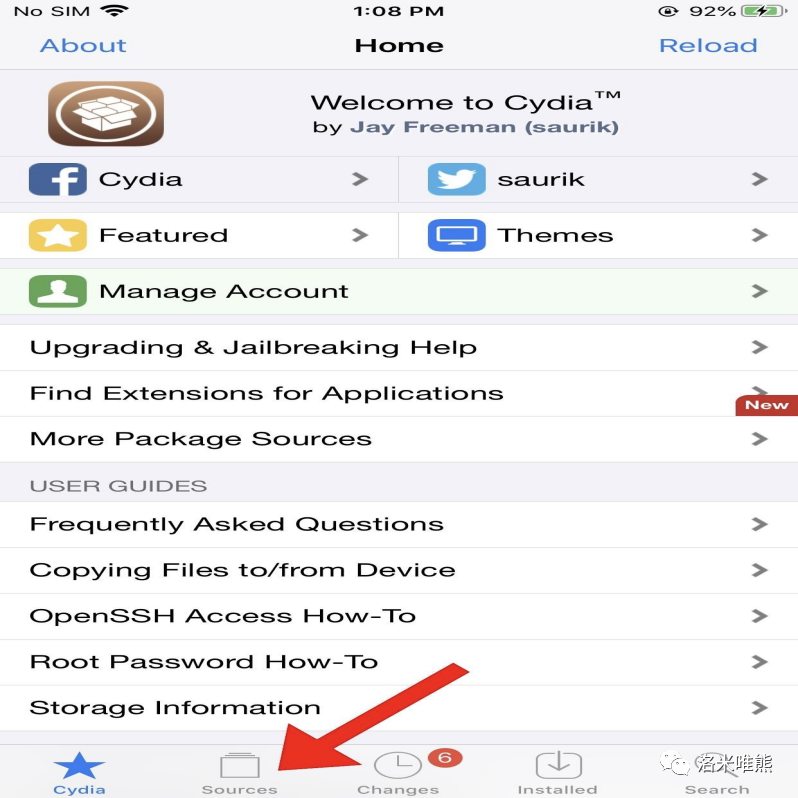 No SIM 1:08 PM 92%
About Home Reload
Welcome to Cydia™
by Jay Freeman (saurik)
Cydia saurik
Featured Themes
Manage Account
Upgrading & Jailbreaking Help
Find Extensions for Applications
New
More Package Sources
USER GUIDES
Frequently Asked Questions
Copying Files to/from Device
OpenSSH Access How-To
Root Password How-To
Storage Information
6
洛米唯熊
Cydia Sources Changes Installed Search